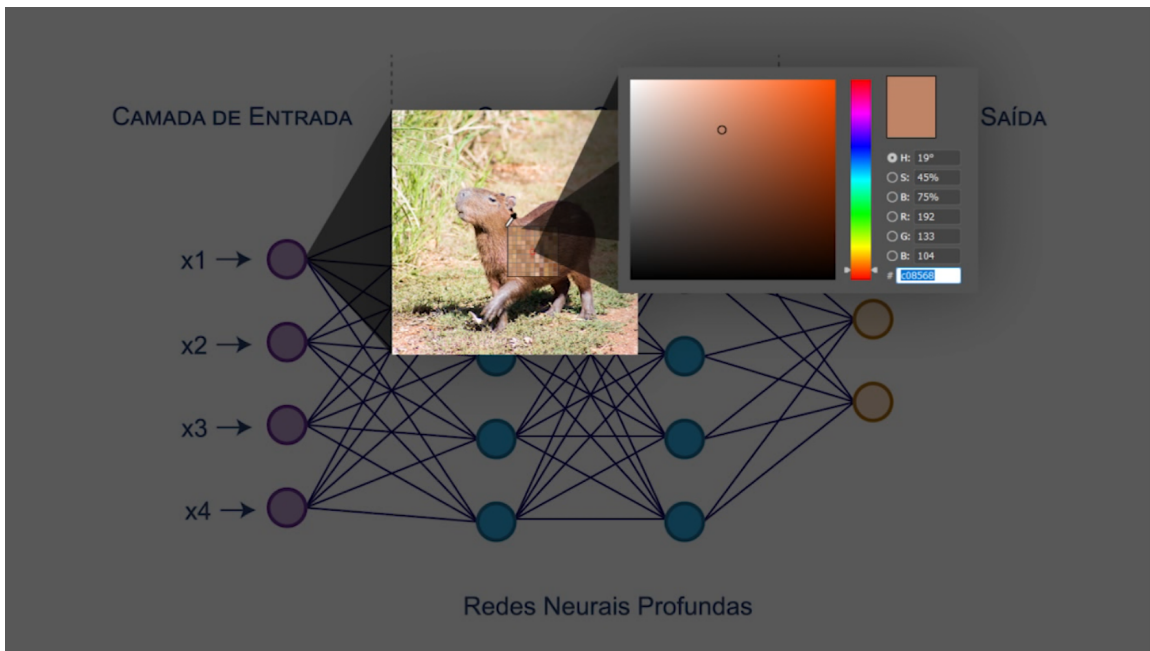 CAMADA DE ENTRADA
SAÍDA
H: 19°
S: 45%
B: 75%
R: 192
G: 133
B: 104
# c08568
x1
x2
x3
x4
Redes Neurais Profundas